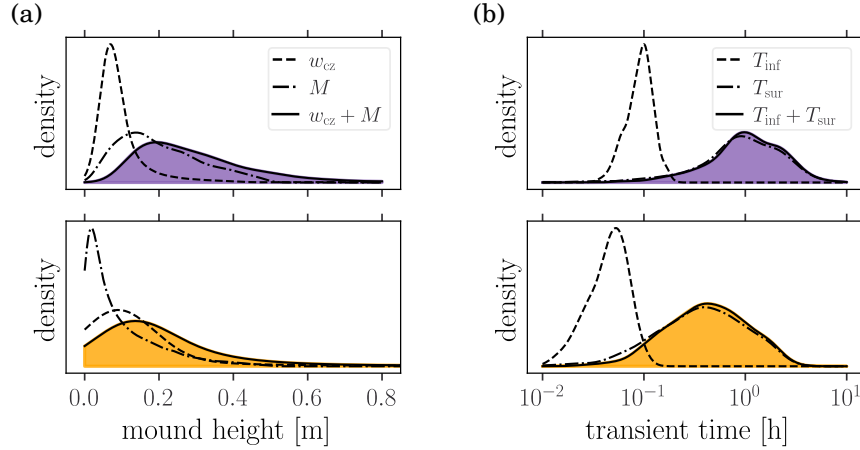 (a)
density
w_cz
M
w_cz + M
density
0.0 0.2 0.4 0.6 0.8
mound height [m]
(b)
density
T_inf
T_sur
T_inf + T_sur
density
10^−2 10^−1 10^0 10^1
transient time [h]